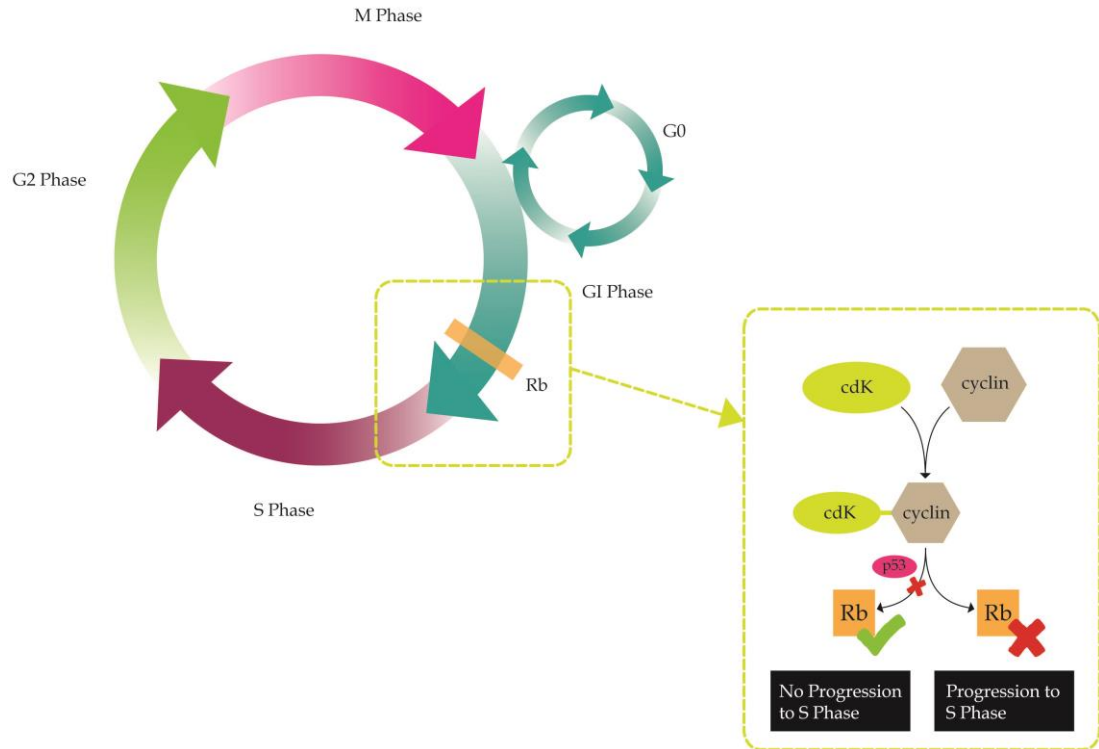 M Phase
G0
G2 Phase
GI Phase
Rb
S Phase
cdK
cyclin
cdK
cyclin
p53
Rb
Rb
No Progression
to S Phase
Progression to
S Phase